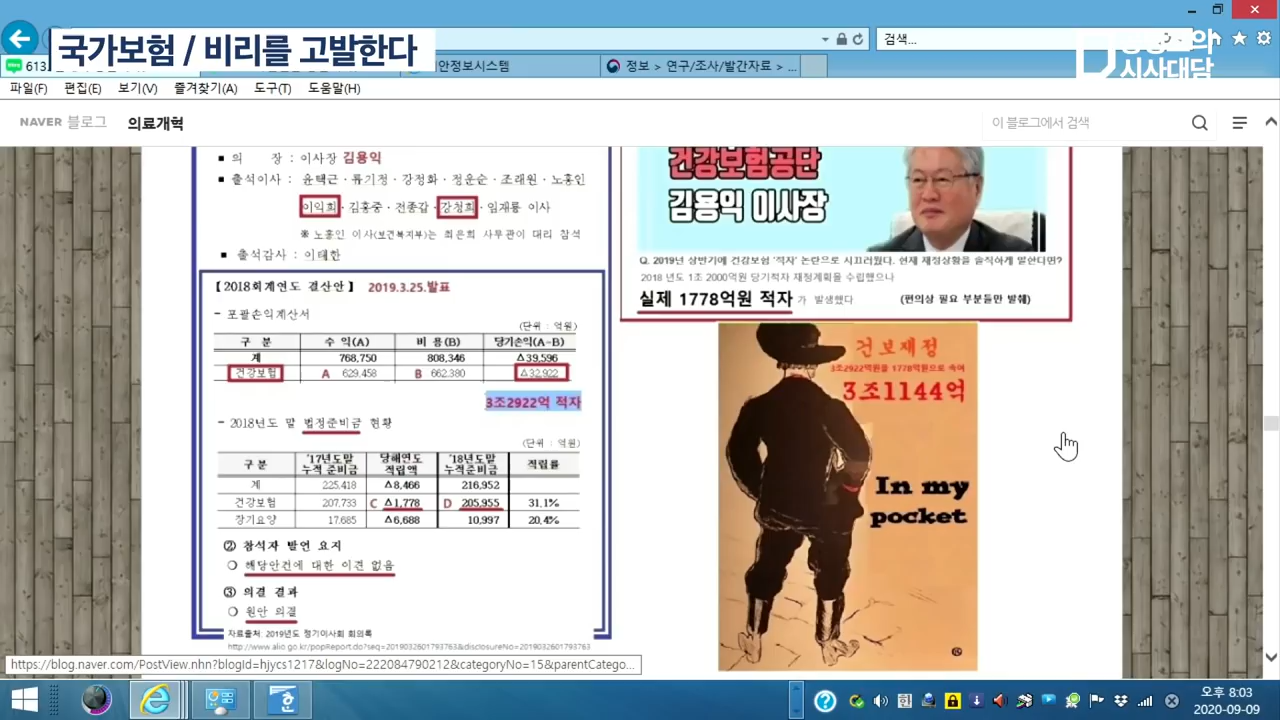 국가보험 / 비리를 고발한다
검색...
시사대담
613
안정보시스템
정보 > 연구/조사/발간자료 > ...
파일(F) 편집(E) 보기(V) 즐겨찾기(A) 도구(T) 도움말(H)
NAVER 블로그 의료개혁
이 블로그에서 검색
▪ 의 장 : 이사장 김용익
▪ 출석이사 : 윤택근 · 류기정 · 강정화 · 정운순 · 조래원 · 노홍인
이익희 · 김홍중 · 전종갑 · 강청희 · 임재룡 이사
※ 노홍인 이사(보건복지부)는 최은희 사무관이 대리 참석
▪ 출석감사 : 이태한
【2018회계연도 결산안】 2019.3.25.발표
- 포괄손익계산서
(단위 : 억원)
구 분 수 익(A) 비 용(B) 당기손익(A-B)
계 768,750 808,346 △39,596
건강보험 A 629,458 B 662,380 △32,922
3조2922억 적자
- 2018년도 말 법정준비금 현황
(단위 : 억원)
구분 '17년도말 누적 준비금 당해연도 적립액 '18년도말 누적 준비금 적립률
계 225,418 △8,466 216,952
건강보험 207,733 C △1,778 D 205,955 31.1%
장기요양 17,685 △6,688 10,997 20.4%
② 참석자 발언 요지
❍ 해당안건에 대한 이견 없음
③ 의결 결과
❍ 원안 의결
자료출처: 2019년도 정기이사회 회의록
http://www.alio.go.kr/popReport.do?seq=2019032601793763&disclosureNo=2019032601793763
건강보험공단
김용익 이사장
Q. 2019년 상반기에 건강보험 '적자' 논란으로 시끄러웠다. 현재 재정상황을 솔직하게 말한다면?
2018 년도 1조 2000억원 당기적자 재정계획을 수립했으나
실제 1778억원 적자 가 발생했다 (편의상 필요 부분들만 발췌)
건보재정
3조2922억원을 1778억원으로 속여
3조1144억
In my
pocket
https://blog.naver.com/PostView.nhn?blogId=hjycs1217&logNo=222084790212&categoryNo=15&parentCatego...
오후 8:03
2020-09-09